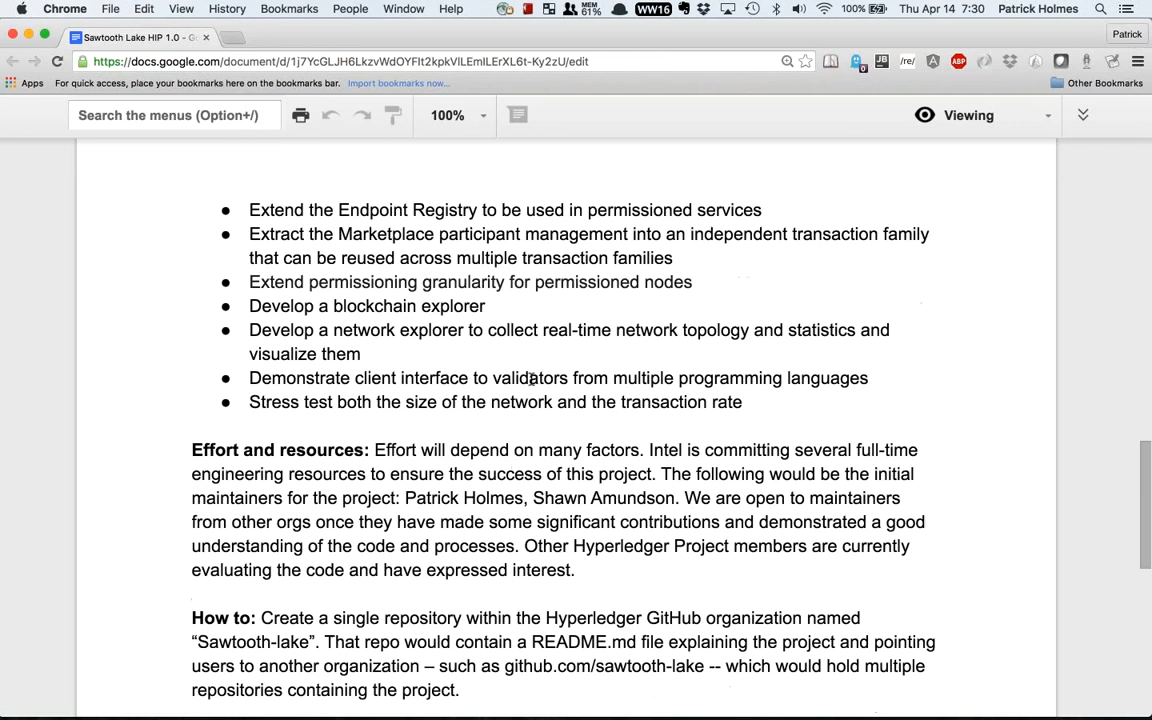 Chrome File Edit View History Bookmarks People Window Help MEM 61% WW16 100% Thu Apr 14 7:30 Patrick Holmes
Sawtooth Lake HIP 1.0 - G Patrick
https://docs.google.com/document/d/1j7YcGLJH6LkzvWdOYFlt2kpkVlLEmlLErXL6t-Ky2zU/edit
Apps For quick access, place your bookmarks here on the bookmarks bar. Import bookmarks now... Other Bookmarks
Search the menus (Option+/) 100% Viewing
● Extend the Endpoint Registry to be used in permissioned services
● Extract the Marketplace participant management into an independent transaction family
that can be reused across multiple transaction families
● Extend permissioning granularity for permissioned nodes
● Develop a blockchain explorer
● Develop a network explorer to collect real-time network topology and statistics and
visualize them
● Demonstrate client interface to validators from multiple programming languages
● Stress test both the size of the network and the transaction rate
Effort and resources: Effort will depend on many factors. Intel is committing several full-time
engineering resources to ensure the success of this project. The following would be the initial
maintainers for the project: Patrick Holmes, Shawn Amundson. We are open to maintainers
from other orgs once they have made some significant contributions and demonstrated a good
understanding of the code and processes. Other Hyperledger Project members are currently
evaluating the code and have expressed interest.
How to: Create a single repository within the Hyperledger GitHub organization named
“Sawtooth-lake”. That repo would contain a README.md file explaining the project and pointing
users to another organization – such as github.com/sawtooth-lake -- which would hold multiple
repositories containing the project.